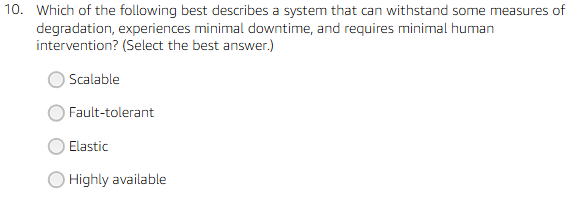 10. Which of the following best describes a system that can withstand some measures of
degradation, experiences minimal downtime, and requires minimal human
intervention? (Select the best answer.)
Scalable
Fault-tolerant
Elastic
Highly available